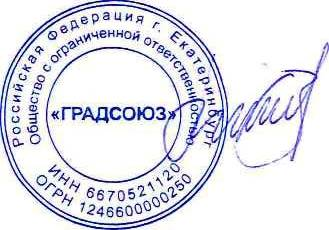 Российская Федерация г. Екатеринбург
Общество с ограниченной ответственностью
«ГРАДСОЮЗ»
ИНН 6670521120
ОГРН 1246600000250